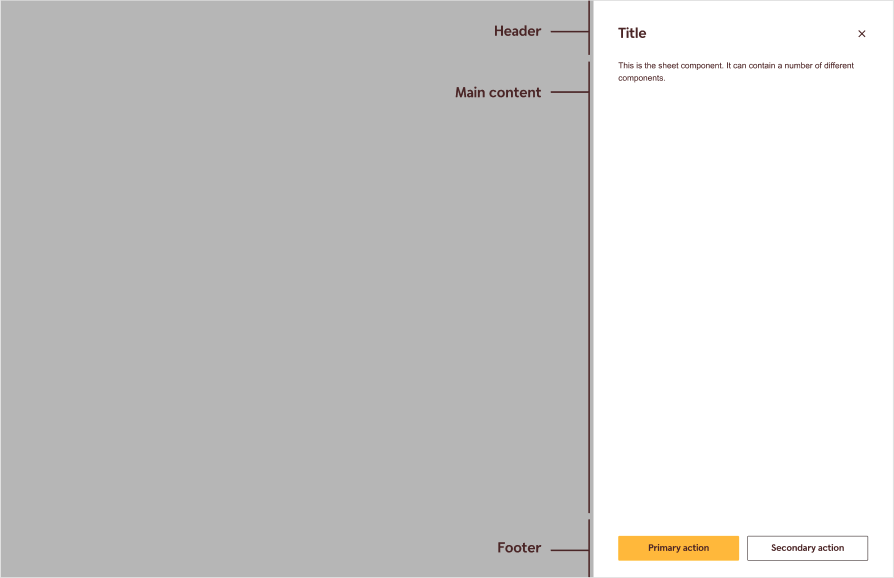 Header
Title
Main content
This is the sheet component. It can contain a number of different
components.
Footer
Primary action
Secondary action